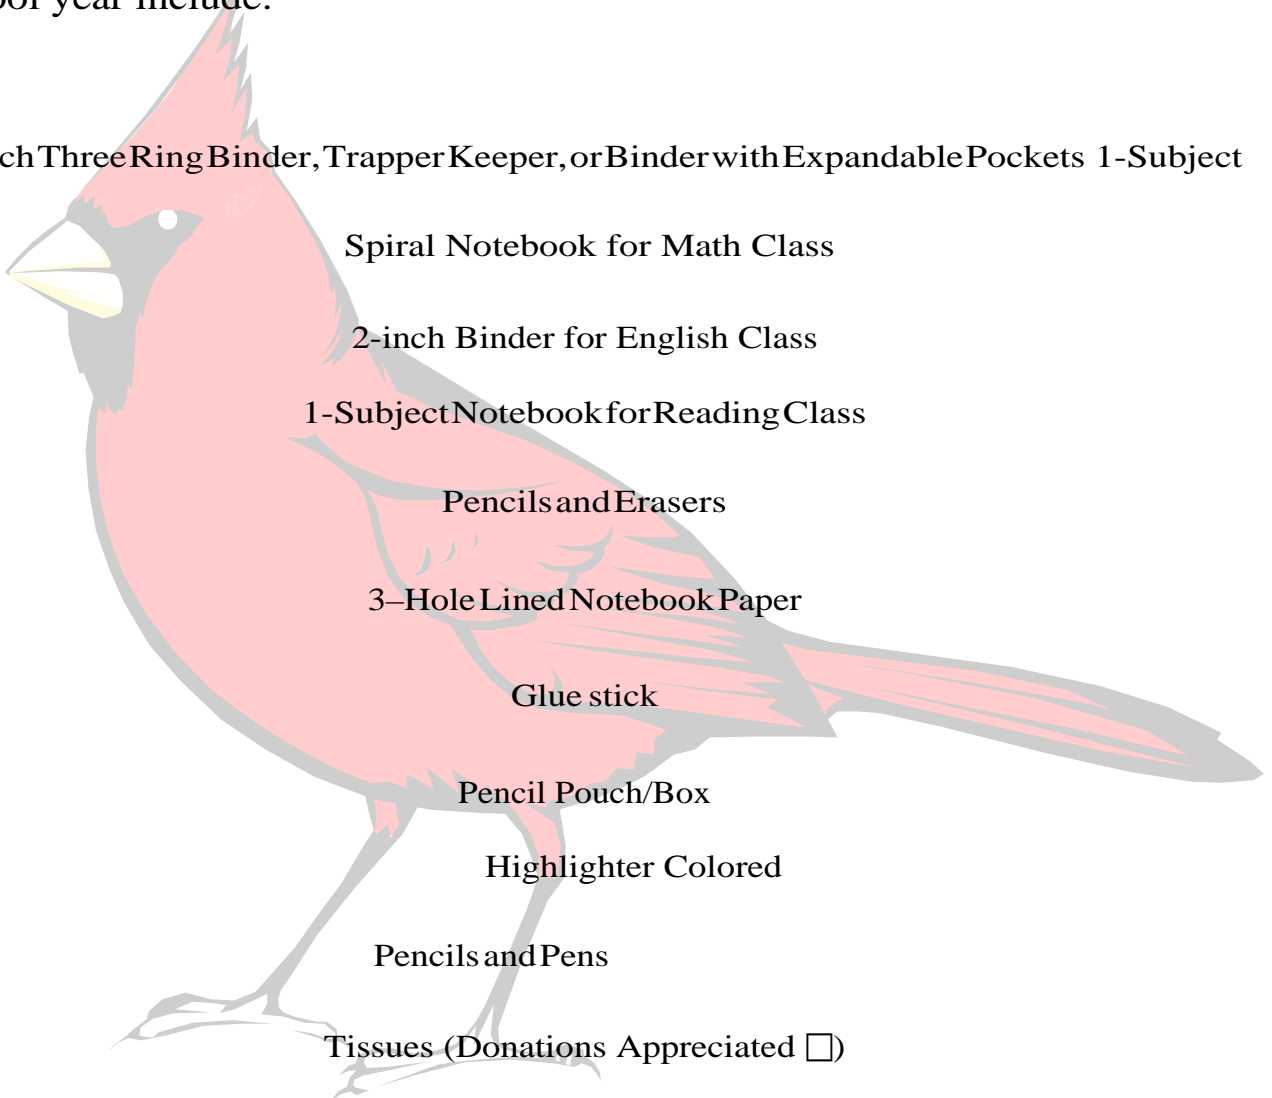 year include:
Three Ring Binder, Trapper Keeper, or Binder with Expandable Pockets 1-Subject
Spiral Notebook for Math Class
2-inch Binder for English Class
1-Subject Notebook for Reading Class
Pencils and Erasers
3–Hole Lined Notebook Paper
Glue stick
Pencil Pouch/Box
Highlighter Colored
Pencils and Pens
Tissues (Donations Appreciated □)